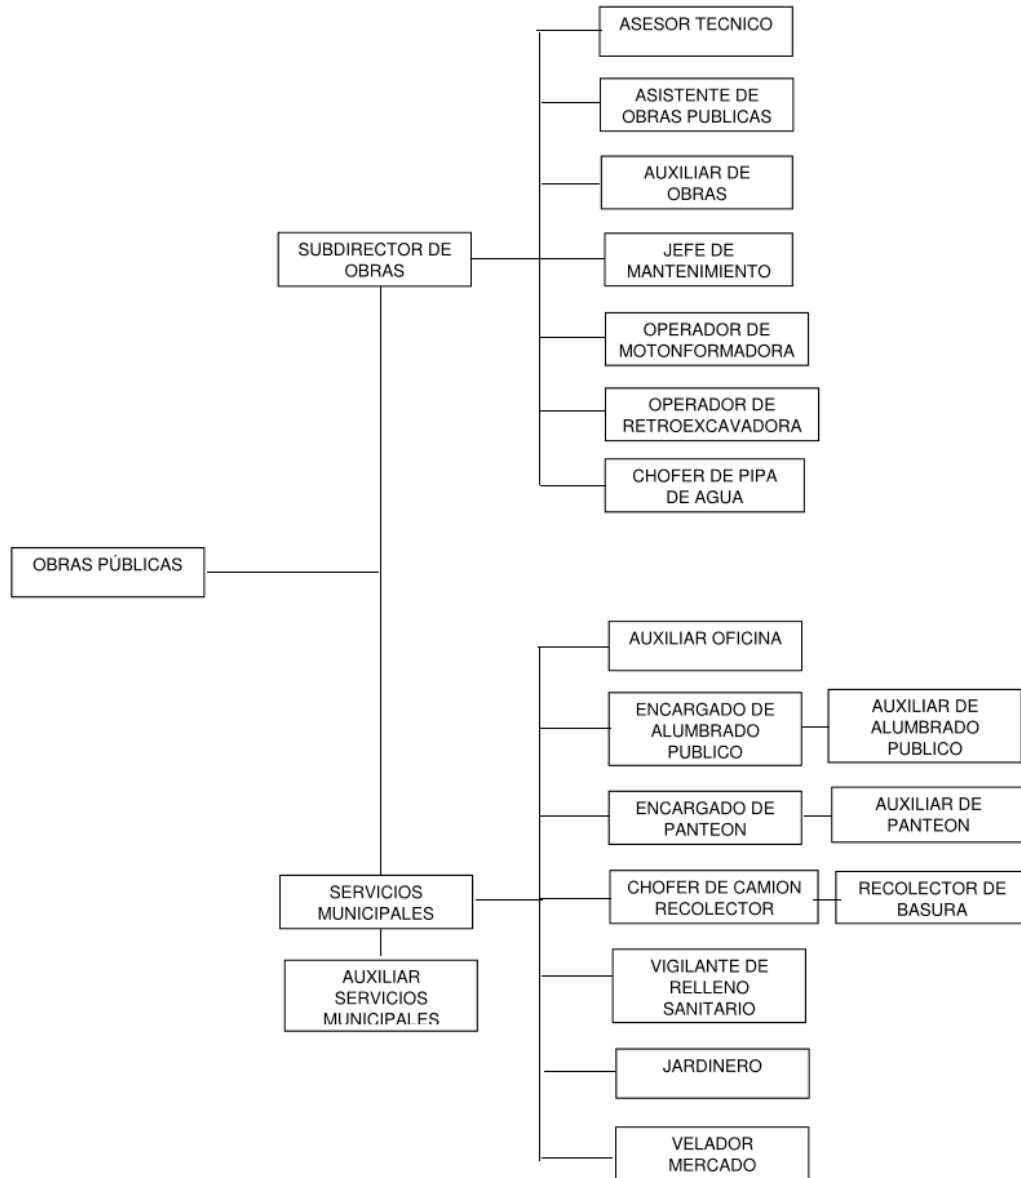 ASESOR TECNICO
ASISTENTE DE
OBRAS PUBLICAS
AUXILIAR DE
OBRAS
SUBDIRECTOR DE
OBRAS
JEFE DE
MANTENIMIENTO
OPERADOR DE
MOTONFORMADORA
OPERADOR DE
RETROEXCAVADORA
CHOFER DE PIPA
DE AGUA
OBRAS PÚBLICAS
AUXILIAR OFICINA
ENCARGADO DE
ALUMBRADO
PUBLICO
AUXILIAR DE
ALUMBRADO
PUBLICO
ENCARGADO DE
PANTEON
AUXILIAR DE
PANTEON
SERVICIOS
MUNICIPALES
CHOFER DE CAMION
RECOLECTOR
RECOLECTOR DE
BASURA
AUXILIAR
SERVICIOS
MUNICIPALES
VIGILANTE DE
RELLENO
SANITARIO
JARDINERO
VELADOR
MERCADO